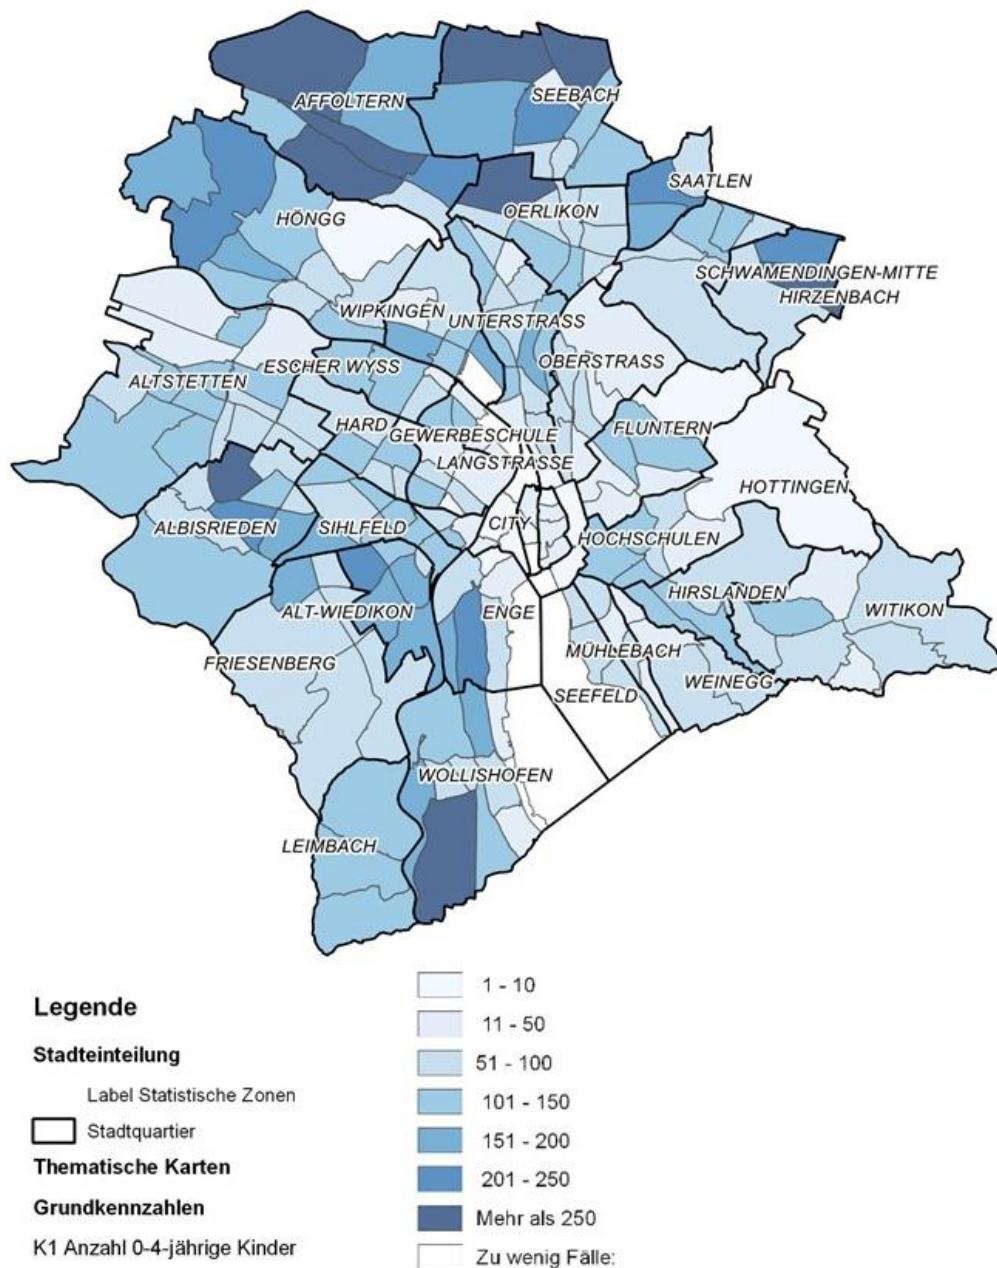 AFFOLTERN
SEEBACH
SAATLEN
OERLIKON
HÖNGG
SCHWAMENDINGEN-MITTE
HIRZENBACH
WIPKINGEN
UNTERSTRASS
OBERSTRASS
ESCHER WYSS
ALTSTETTEN
HARD
GEWERBESCHULE
FLUNTERN
LANGSTRASSE
HOTTINGEN
ALBISRIEDEN
SIHLFELD
CITY
HOCHSCHULEN
HIRSLANDEN
WITIKON
ALT-WIEDIKON
ENGE
MÜHLEBACH
FRIESENBERG
WEINEGG
SEEFELD
WOLLISHOFEN
LEIMBACH
Legende
Stadteinteilung
Label Statistische Zonen
Stadtquartier
Thematische Karten
Grundkennzahlen
K1 Anzahl 0-4-jährige Kinder
1 - 10
11 - 50
51 - 100
101 - 150
151 - 200
201 - 250
Mehr als 250
Zu wenig Fälle: